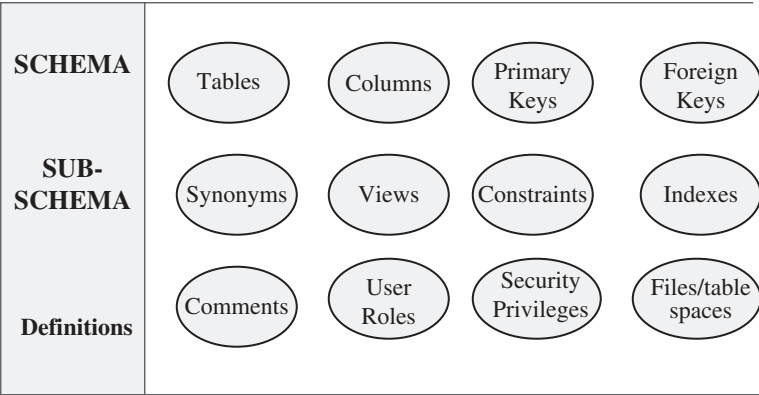 SCHEMA
Tables
Columns
Primary
Keys
Foreign
Keys
SUB-
SCHEMA
Synonyms
Views
Constraints
Indexes
Definitions
Comments
User
Roles
Security
Privileges
Files/table
spaces